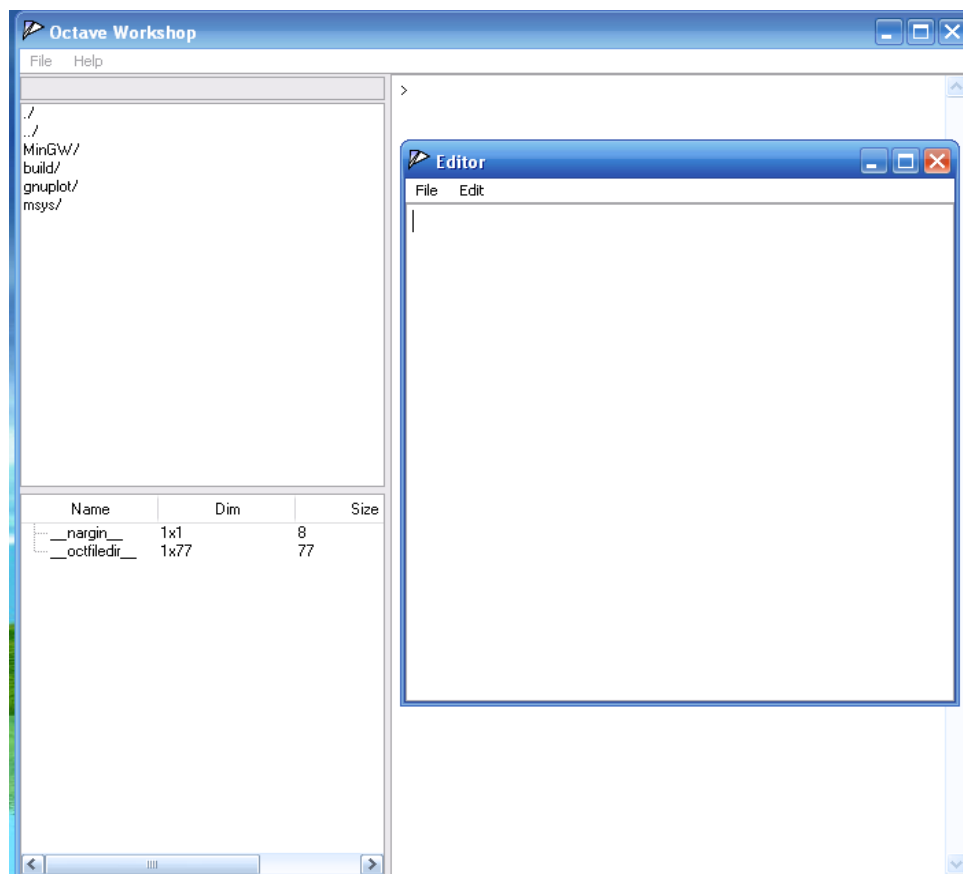 Octave Workshop
File Help
>
./
../
MinGW/
build/
gnuplot/
msys/
Editor
File Edit
Name Dim Size
__nargin__ 1x1 8
__octfiledir__ 1x77 77